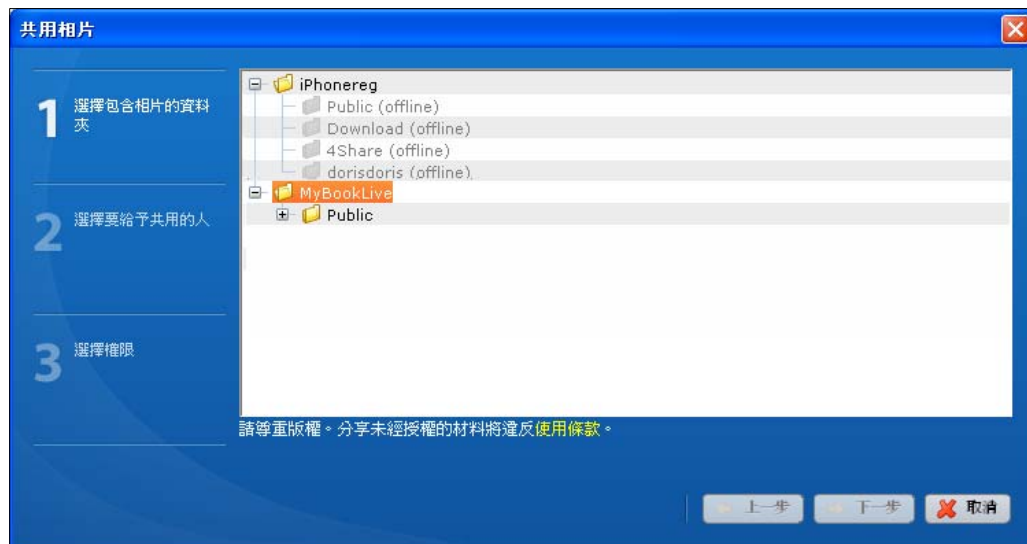 共用相片
1 選擇包含相片的資料
夾
2 選擇要給予共用的人
3 選擇權限
iPhonereg
Public (offline)
Download (offline)
4Share (offline)
dorisdoris (offline)
MyBookLive
Public
請尊重版權。分享未經授權的材料將違反使用條款。
上一步
下一步
取消